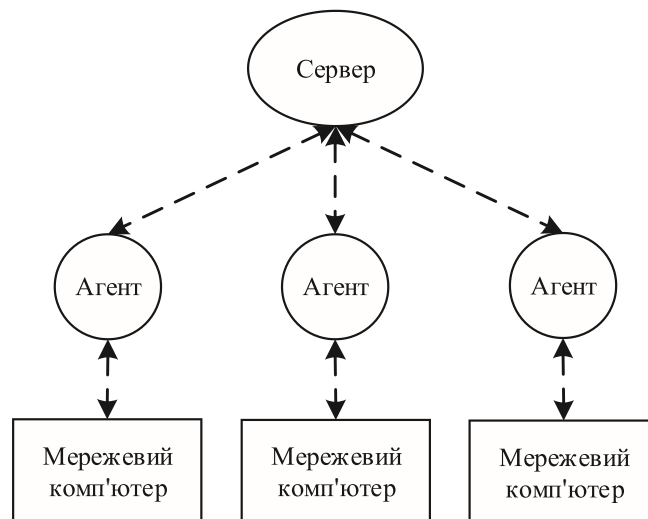 Сервер
Агент
Агент
Агент
Мережевий
комп'ютер
Мережевий
комп'ютер
Мережевий
комп'ютер